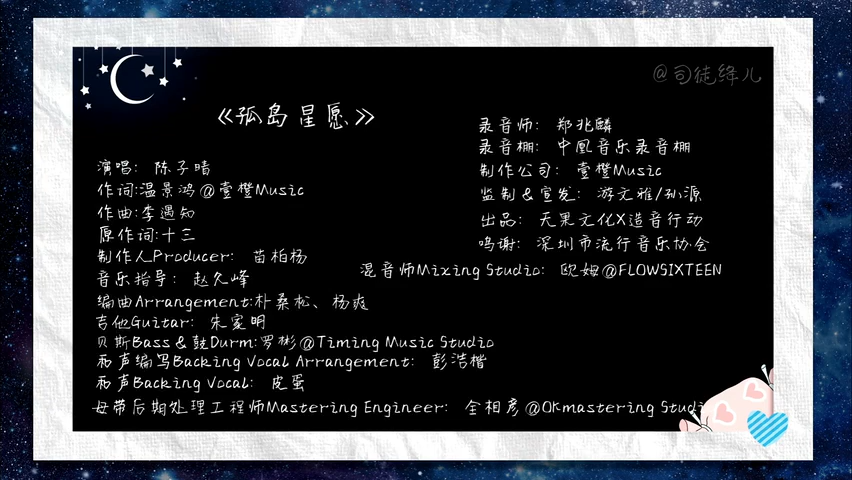 @司徒绛儿
《孤岛星愿》
演唱: 陈子晴
作词:温景鸿@壹橙Music
作曲:李遇知
原作词:十三
制作人Producer: 苗柏杨
音乐指导: 赵久峰
编曲Arrangement:朴桑松、杨爽
吉他Guitar: 朱家明
贝斯Bass & 鼓Durm:罗彬@Timing Music Studio
和声编写Backing Vocal Arrangement: 彭浩楷
和声Backing Vocal: 皮蛋
母带后期处理工程师Mastering Engineer: 全相彦@OKmastering Studi
录音师: 郑兆麟
录音棚: 中凰音乐录音棚
制作公司: 壹橙Music
监制&宣发: 游文雅/孙源
出品: 天果文化X造音行动
鸣谢: 深圳市流行音乐协会
混音师Mixing Studio: 欧姆@FLOWSIXTEEN